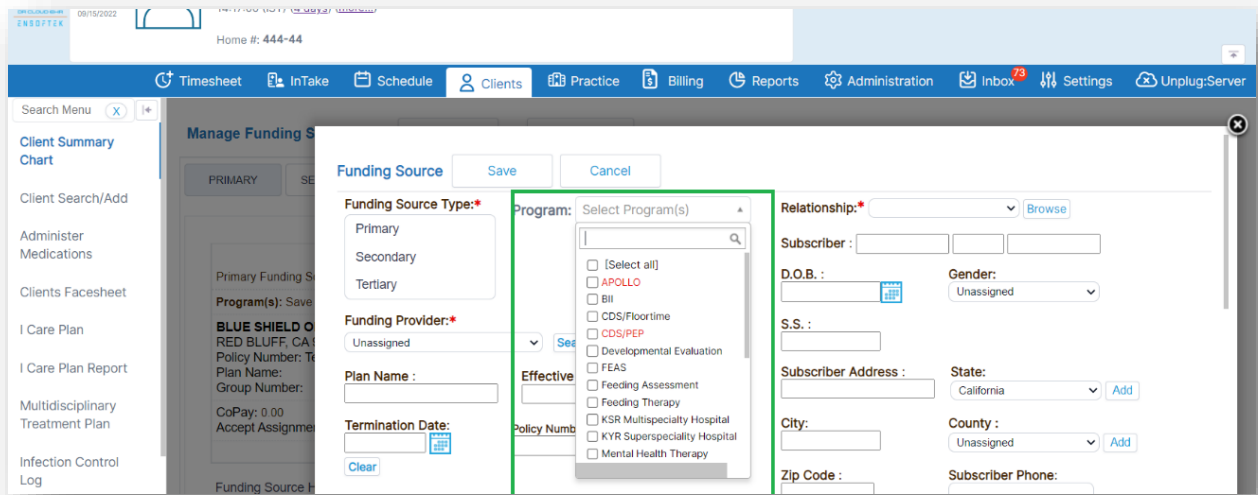 ENSOFTEK
09/15/2022
Home #: 444-44
Timesheet
InTake
Schedule
Clients
Practice
Billing
Reports
Administration
Inbox 73
Settings
Unplug:Server
Search Menu (X)
Client Summary
Chart
Client Search/Add
Administer
Medications
Clients Facesheet
I Care Plan
I Care Plan Report
Multidisciplinary
Treatment Plan
Infection Control
Log
Manage Funding S
PRIMARY
SE
Primary Funding S
Program(s): Save
BLUE SHIELD O
RED BLUFF, CA
Policy Number: Te
Plan Name:
Group Number:
CoPay: 0.00
Accept Assignme
Funding Source H
Funding Source
Save
Cancel
Funding Source Type:*
Primary
Secondary
Tertiary
Funding Provider:*
Unassigned
Sea
Plan Name :
Effective
Termination Date:
Policy Numb
Clear
Program: Select Program(s)
[Select all]
APOLLO
BII
CDS/Floortime
CDS/PEP
Developmental Evaluation
FEAS
Feeding Assessment
Feeding Therapy
KSR Multispecialty Hospital
KYR Superspeciality Hospital
Mental Health Therapy
Relationship:*
Browse
Subscriber :
D.O.B. :
Gender:
Unassigned
S.S. :
Subscriber Address :
State:
California
Add
City:
County :
Unassigned
Add
Zip Code :
Subscriber Phone: